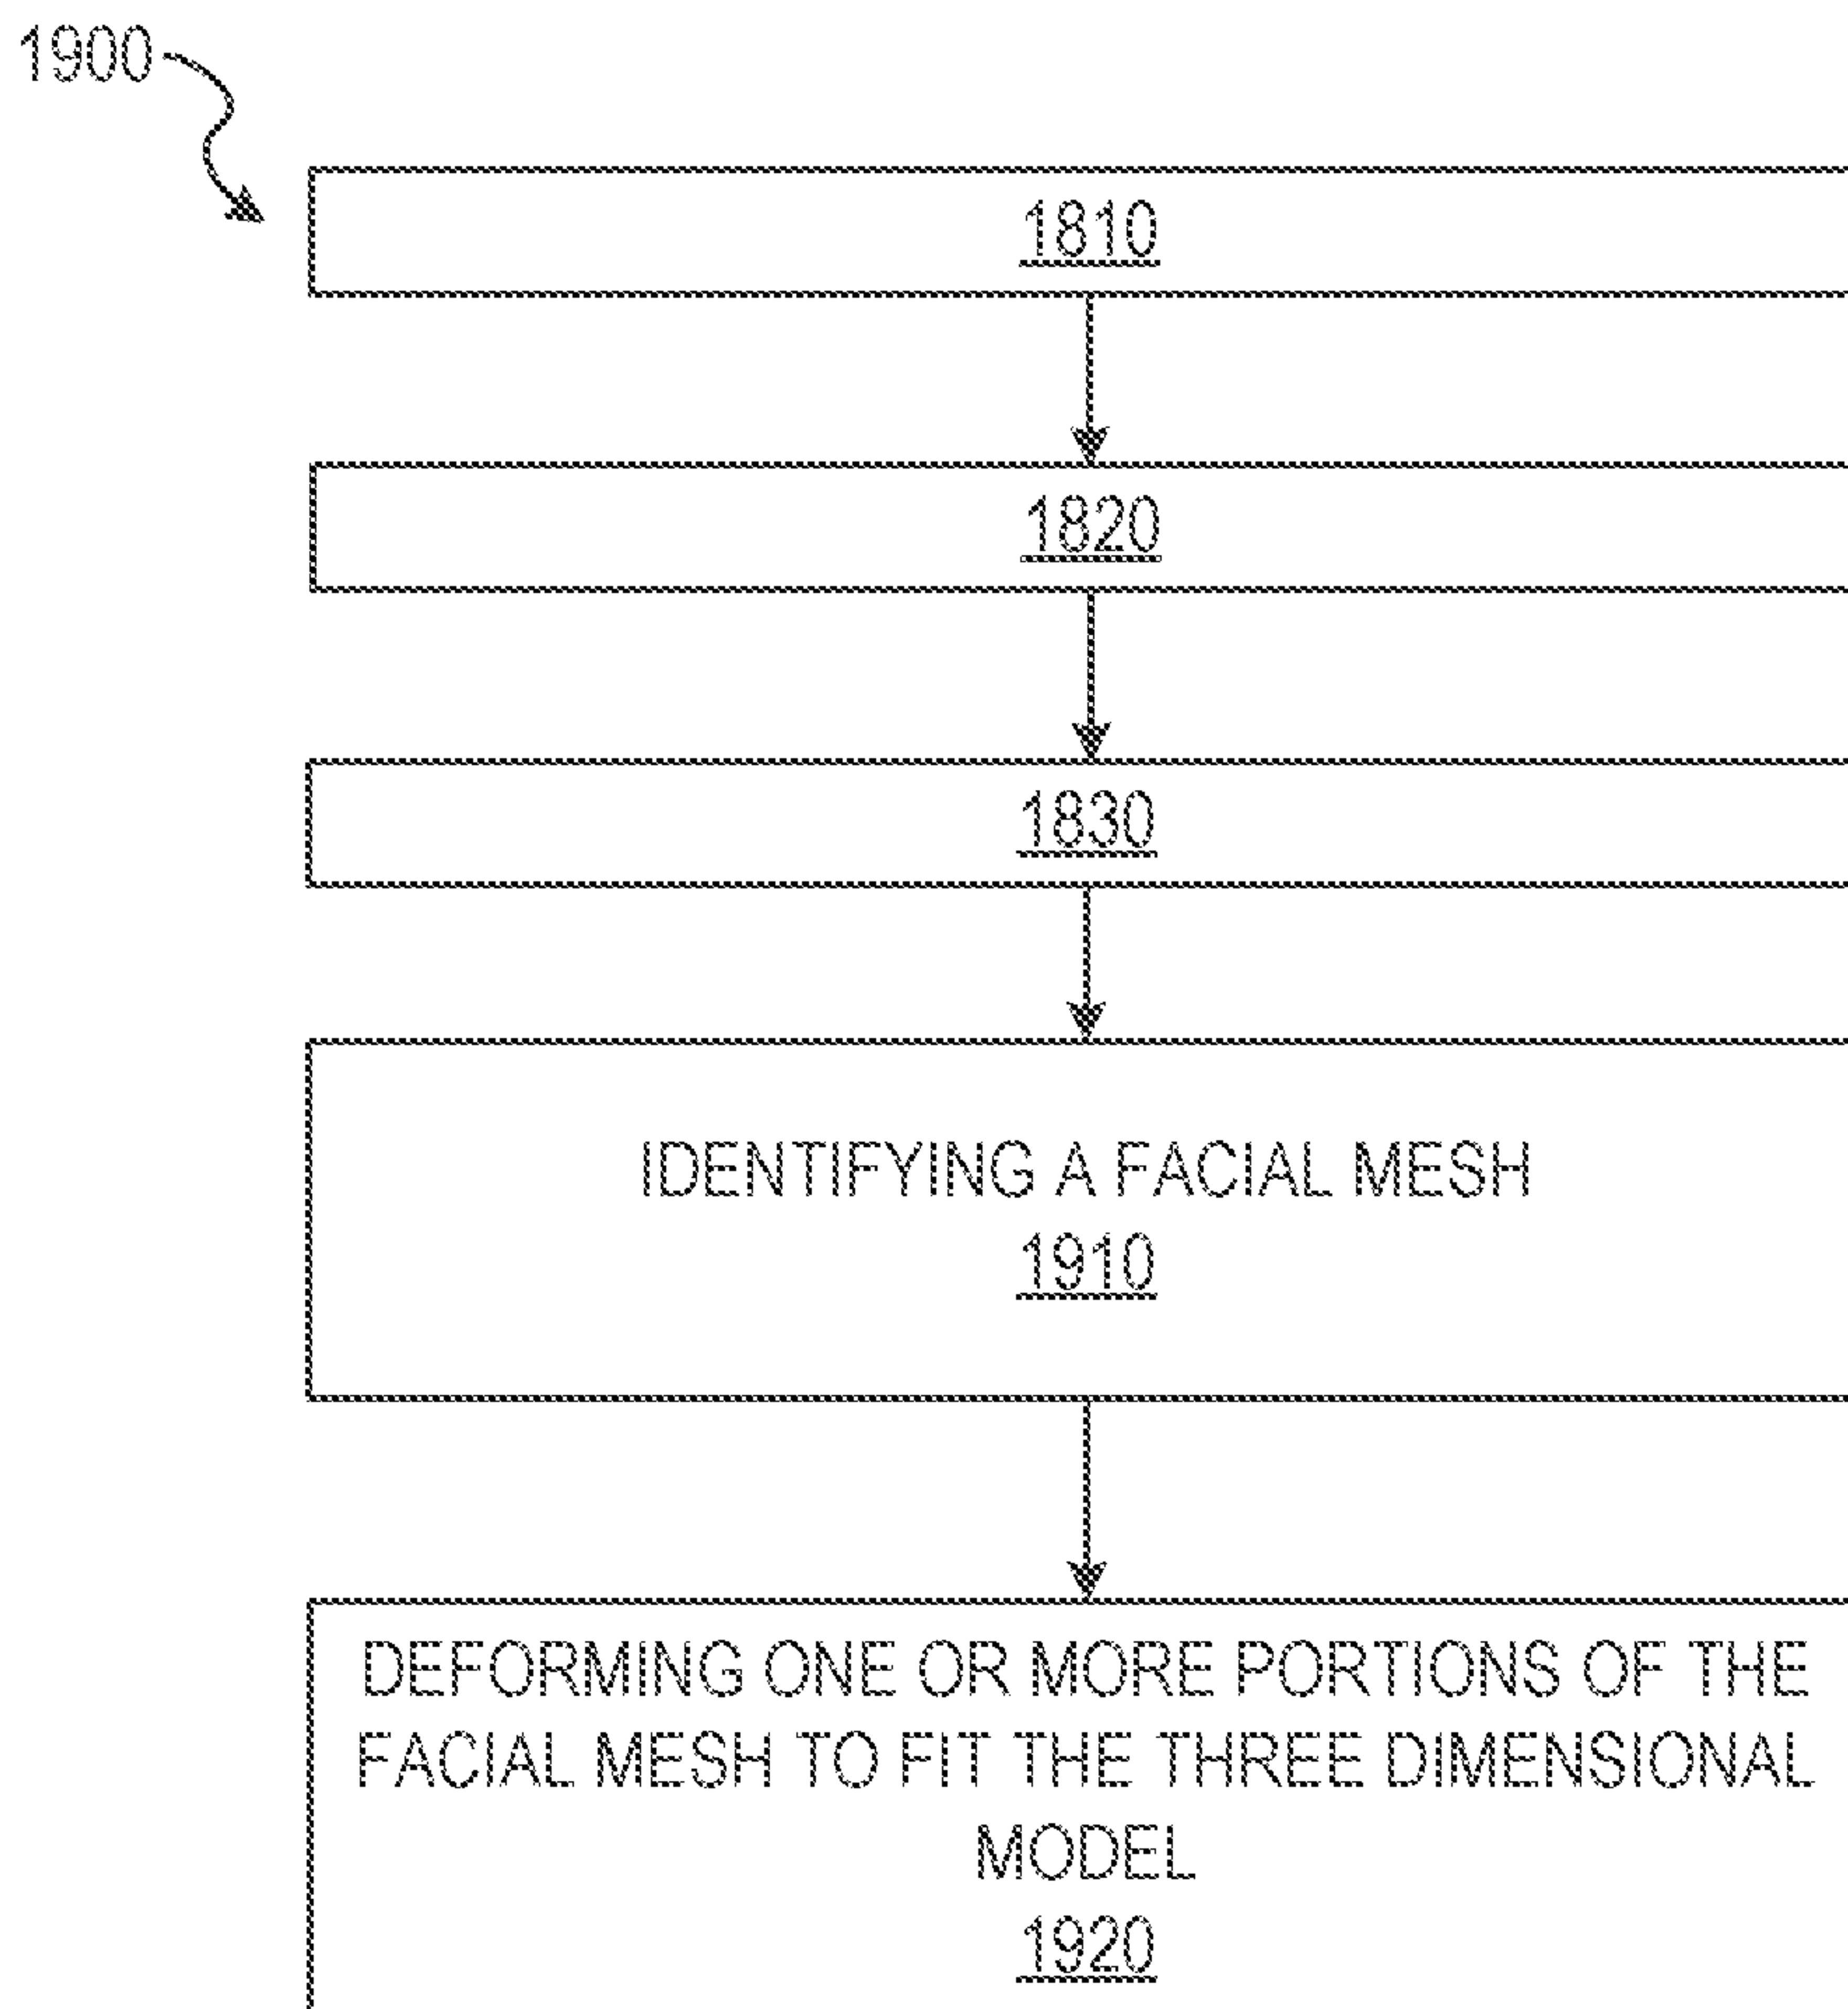 1900
1810
1820
1830
IDENTIFYING A FACIAL MESH
1910
DEFORMING ONE OR MORE PORTIONS OF THE
FACIAL MESH TO FIT THE THREE DIMENSIONAL
MODEL
1920